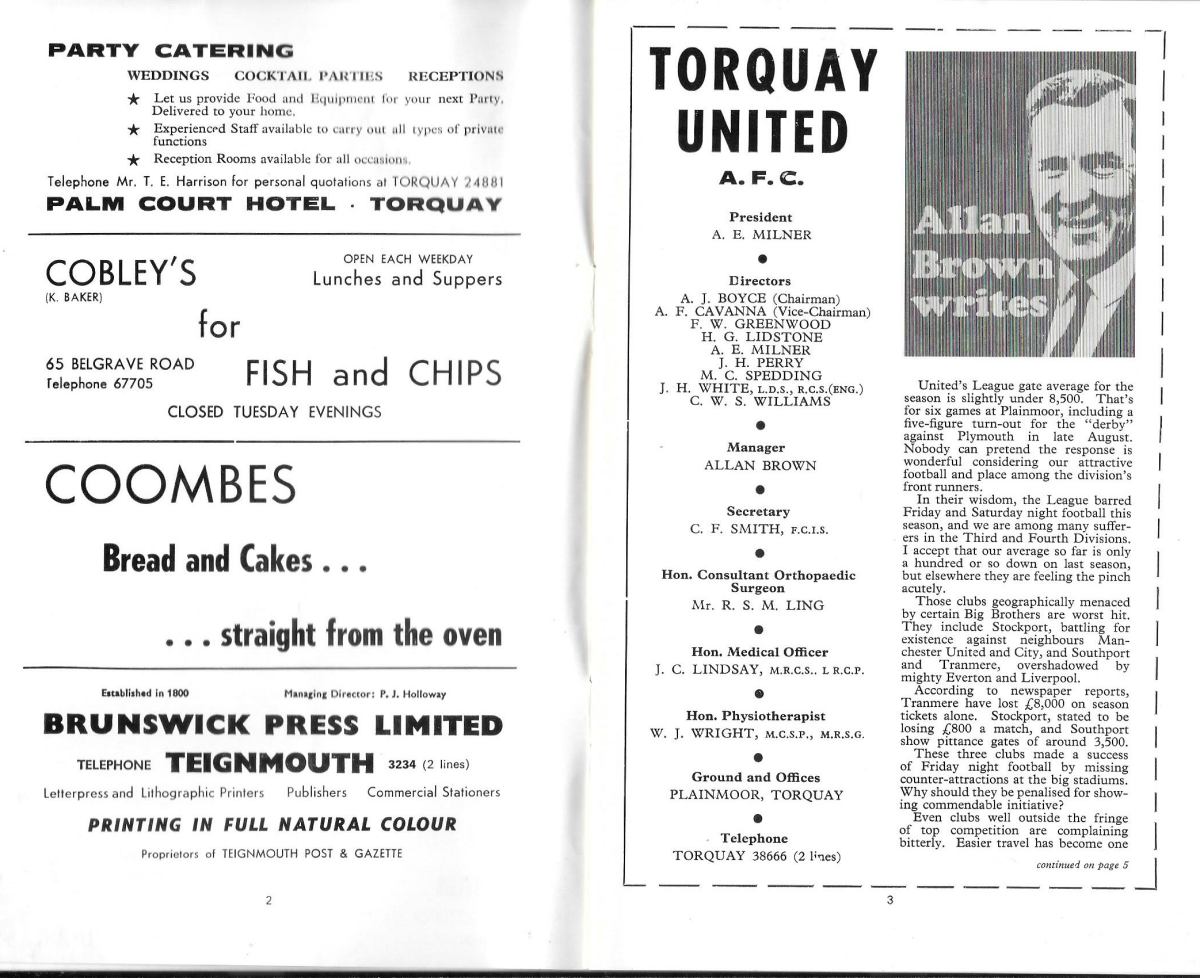 PARTY CATERING
WEDDINGS COCKTAIL PARTIES RECEPTIONS
★ Let us provide Food and Equipment for your next Party.
Delivered to your home.
★ Experienced Staff available to carry out all types of private
functions
★ Reception Rooms available for all occasions.
Telephone Mr. T. E. Harrison for personal quotations at TORQUAY 24881
PALM COURT HOTEL · TORQUAY
COBLEY'S
(K. BAKER)
OPEN EACH WEEKDAY
Lunches and Suppers
for
65 BELGRAVE ROAD
Telephone 67705
FISH and CHIPS
CLOSED TUESDAY EVENINGS
COOMBES
Bread and Cakes . . .
. . . straight from the oven
Established in 1800 Managing Director: P. J. Holloway
BRUNSWICK PRESS LIMITED
TELEPHONE TEIGNMOUTH 3234 (2 lines)
Letterpress and Lithographic Printers Publishers Commercial Stationers
PRINTING IN FULL NATURAL COLOUR
Proprietors of TEIGNMOUTH POST & GAZETTE
2
TORQUAY
UNITED
A. F. C.
President
A. E. MILNER
●
Directors
A. J. BOYCE (Chairman)
A. F. CAVANNA (Vice-Chairman)
F. W. GREENWOOD
H. G. LIDSTONE
A. E. MILNER
J. H. PERRY
M. C. SPEDDING
J. H. WHITE, L.D.S., R.C.S.(ENG.)
C. W. S. WILLIAMS
●
Manager
ALLAN BROWN
●
Secretary
C. F. SMITH, F.C.I.S.
●
Hon. Consultant Orthopaedic
Surgeon
Mr. R. S. M. LING
●
Hon. Medical Officer
J. C. LINDSAY, M.R.C.S.. L R.C.P.
●
Hon. Physiotherapist
W. J. WRIGHT, M.C.S.P., M.R.S.G.
●
Ground and Offices
PLAINMOOR, TORQUAY
●
Telephone
TORQUAY 38666 (2 lines)
Allan
Brown
writes
United's League gate average for the
season is slightly under 8,500. That's
for six games at Plainmoor, including a
five-figure turn-out for the "derby"
against Plymouth in late August.
Nobody can pretend the response is
wonderful considering our attractive
football and place among the division's
front runners.
In their wisdom, the League barred
Friday and Saturday night football this
season, and we are among many suffer-
ers in the Third and Fourth Divisions.
I accept that our average so far is only
a hundred or so down on last season,
but elsewhere they are feeling the pinch
acutely.
Those clubs geographically menaced
by certain Big Brothers are worst hit.
They include Stockport, battling for
existence against neighbours Man-
chester United and City, and Southport
and Tranmere, overshadowed by
mighty Everton and Liverpool.
According to newspaper reports,
Tranmere have lost £8,000 on season
tickets alone. Stockport, stated to be
losing £800 a match, and Southport
show pittance gates of around 3,500.
These three clubs made a success
of Friday night football by missing
counter-attractions at the big stadiums.
Why should they be penalised for show-
ing commendable initiative?
Even clubs well outside the fringe
of top competition are complaining
bitterly. Easier travel has become one
continued on page 5
3